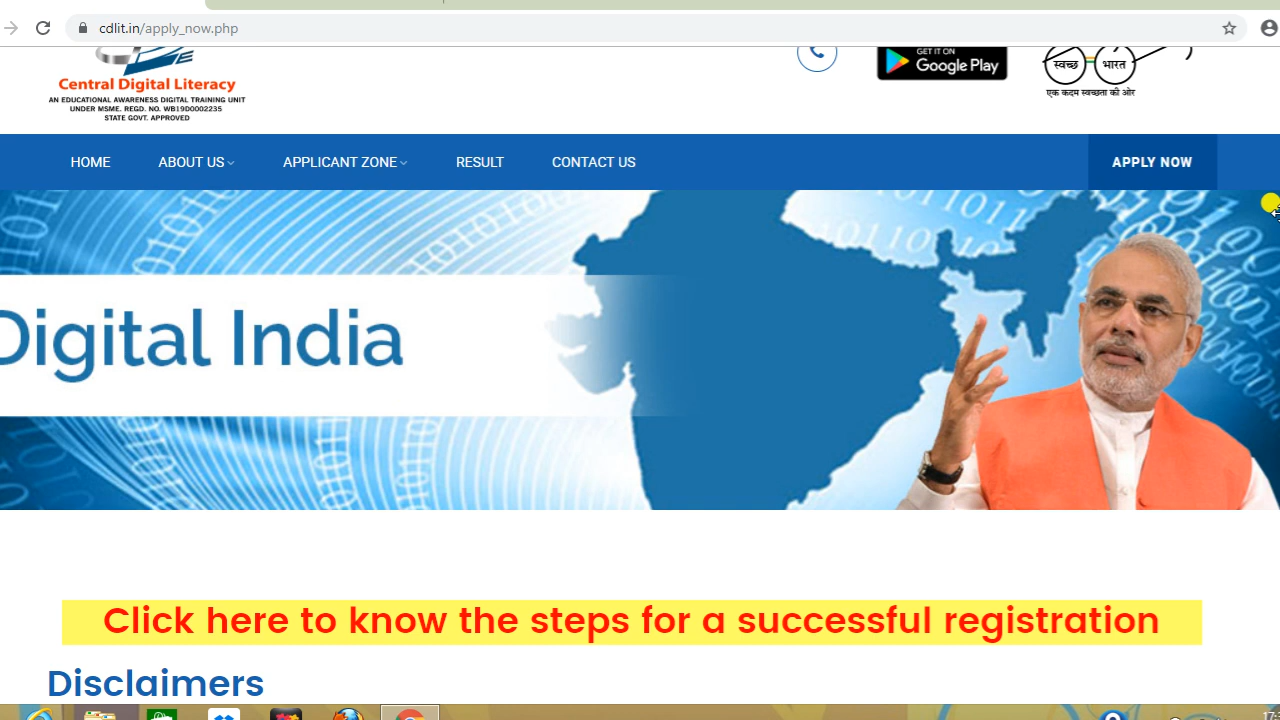 cdlit.in/apply_now.php
Central Digital Literacy
AN EDUCATIONAL AWARENESS DIGITAL TRAINING UNIT
UNDER MSME. REGD. NO. WB19D0002235
STATE GOVT. APPROVED
GET IT ON
Google Play
स्वच्छ भारत
एक कदम स्वच्छता की ओर
HOME ABOUT US APPLICANT ZONE RESULT CONTACT US APPLY NOW
Digital India
Click here to know the steps for a successful registration
Disclaimers